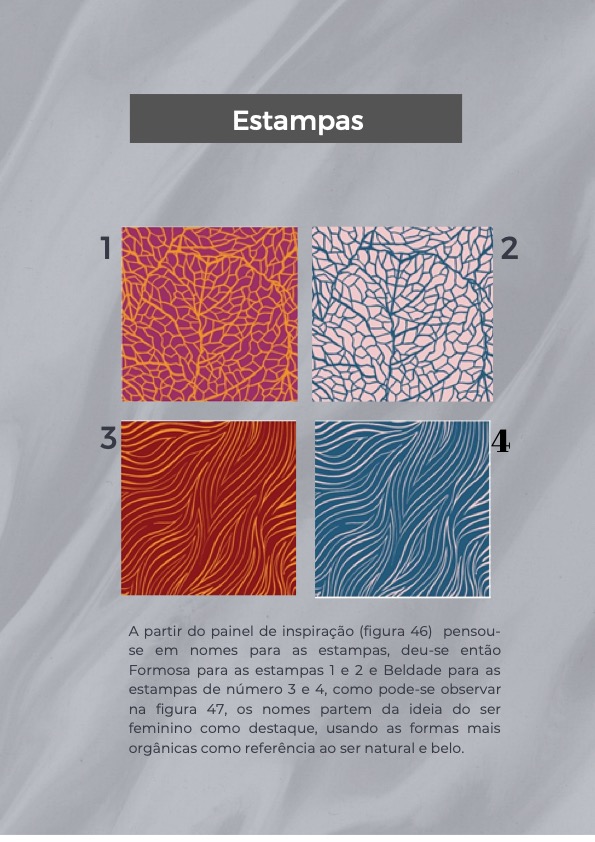 Estampas
1
2
3
4
A partir do painel de inspiração (figura 46) pensou-
se em nomes para as estampas, deu-se então
Formosa para as estampas 1 e 2 e Beldade para as
estampas de número 3 e 4, como pode-se observar
na figura 47, os nomes partem da ideia do ser
feminino como destaque, usando as formas mais
orgânicas como referência ao ser natural e belo.